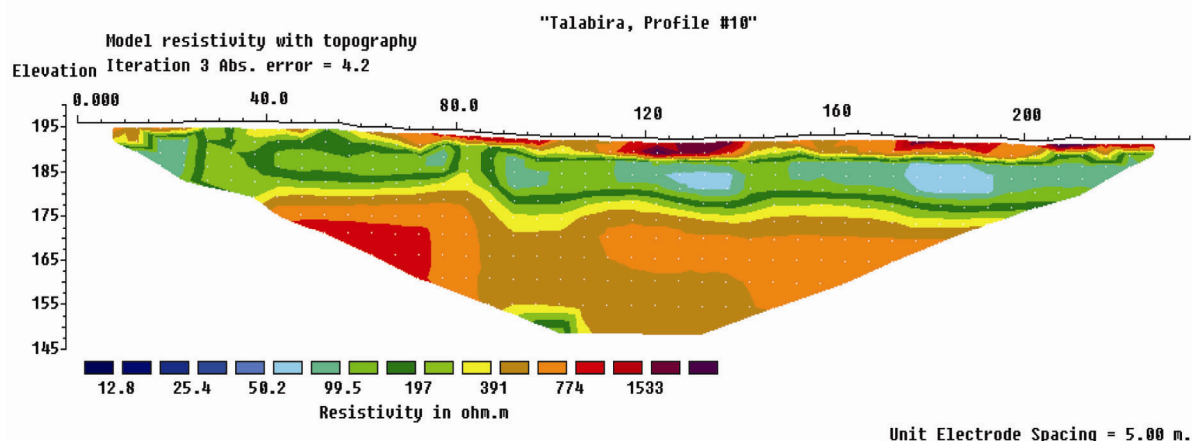 "Talabira, Profile #10"
Model resistivity with topography
Iteration 3 Abs. error = 4.2
Elevation
0.000 40.0 80.0 120 160 200
195
185
175
165
155
145
12.8 25.4 50.2 99.5 197 391 774 1533
Resistivity in ohm.m
Unit Electrode Spacing = 5.00 m.